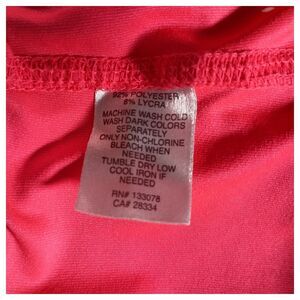 92% POLYESTER
8% LYCRA
MACHINE WASH COLD
WASH DARK COLORS
SEPARATELY
ONLY NON-CHLORINE
BLEACH WHEN
NEEDED
TUMBLE DRY LOW
COOL IRON IF
NEEDED
RN# 133078
CA# 28334